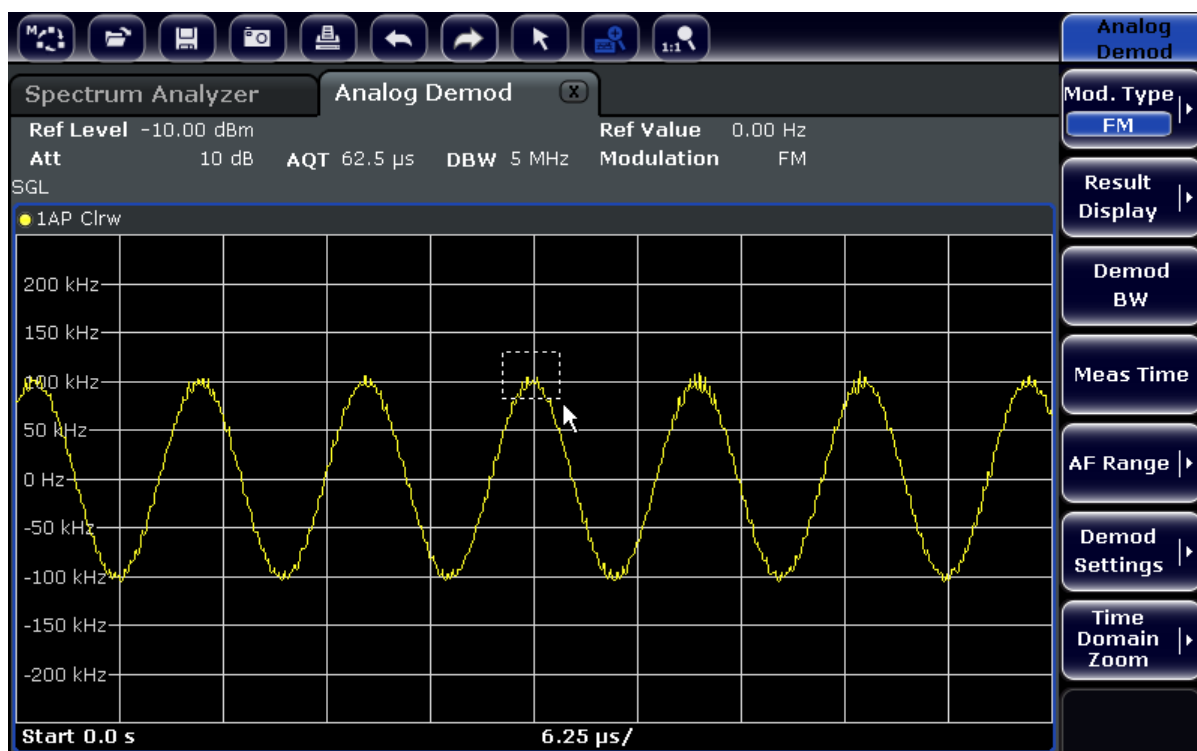 M
1:1
Analog
Demod
Spectrum Analyzer
Analog Demod
X
Ref Level -10.00 dBm
Ref Value 0.00 Hz
Att 10 dB AQT 62.5 µs DBW 5 MHz Modulation FM
SGL
1AP Clrw
200 kHz
150 kHz
100 kHz
50 kHz
0 Hz
-50 kHz
-100 kHz
-150 kHz
-200 kHz
Start 0.0 s
6.25 µs/
Mod. Type
FM
Result
Display
Demod
BW
Meas Time
AF Range
Demod
Settings
Time
Domain
Zoom